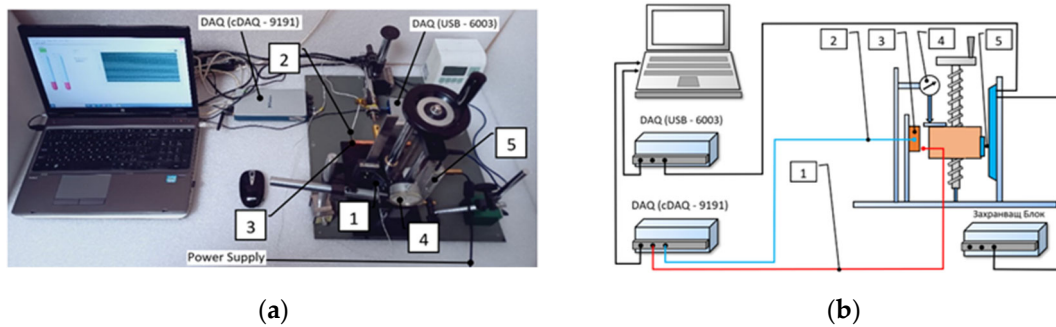 DAQ (cDAQ - 9191)
DAQ (USB - 6003)
2
5
3
1
4
Power Supply
(a)
2
3
4
5
DAQ (USB - 6003)
1
DAQ (cDAQ - 9191)
Захранващ Блок
(b)